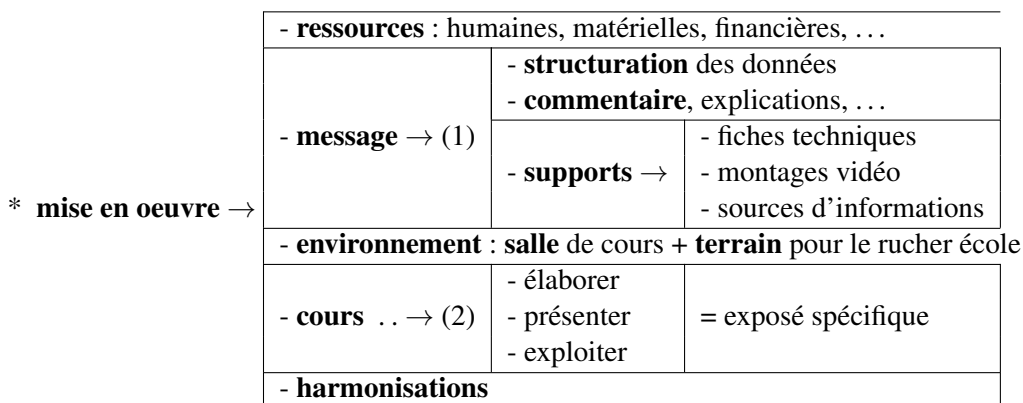 - ressources : humaines, matérielles, financières, . . .
- structuration des données
- commentaire, explications, . . .
- message → (1)
- fiches techniques
- supports → - montages vidéo
- sources d'informations
* mise en oeuvre →
- environnement : salle de cours + terrain pour le rucher école
- élaborer
- cours . . → (2) - présenter = exposé spécifique
- exploiter
- harmonisations